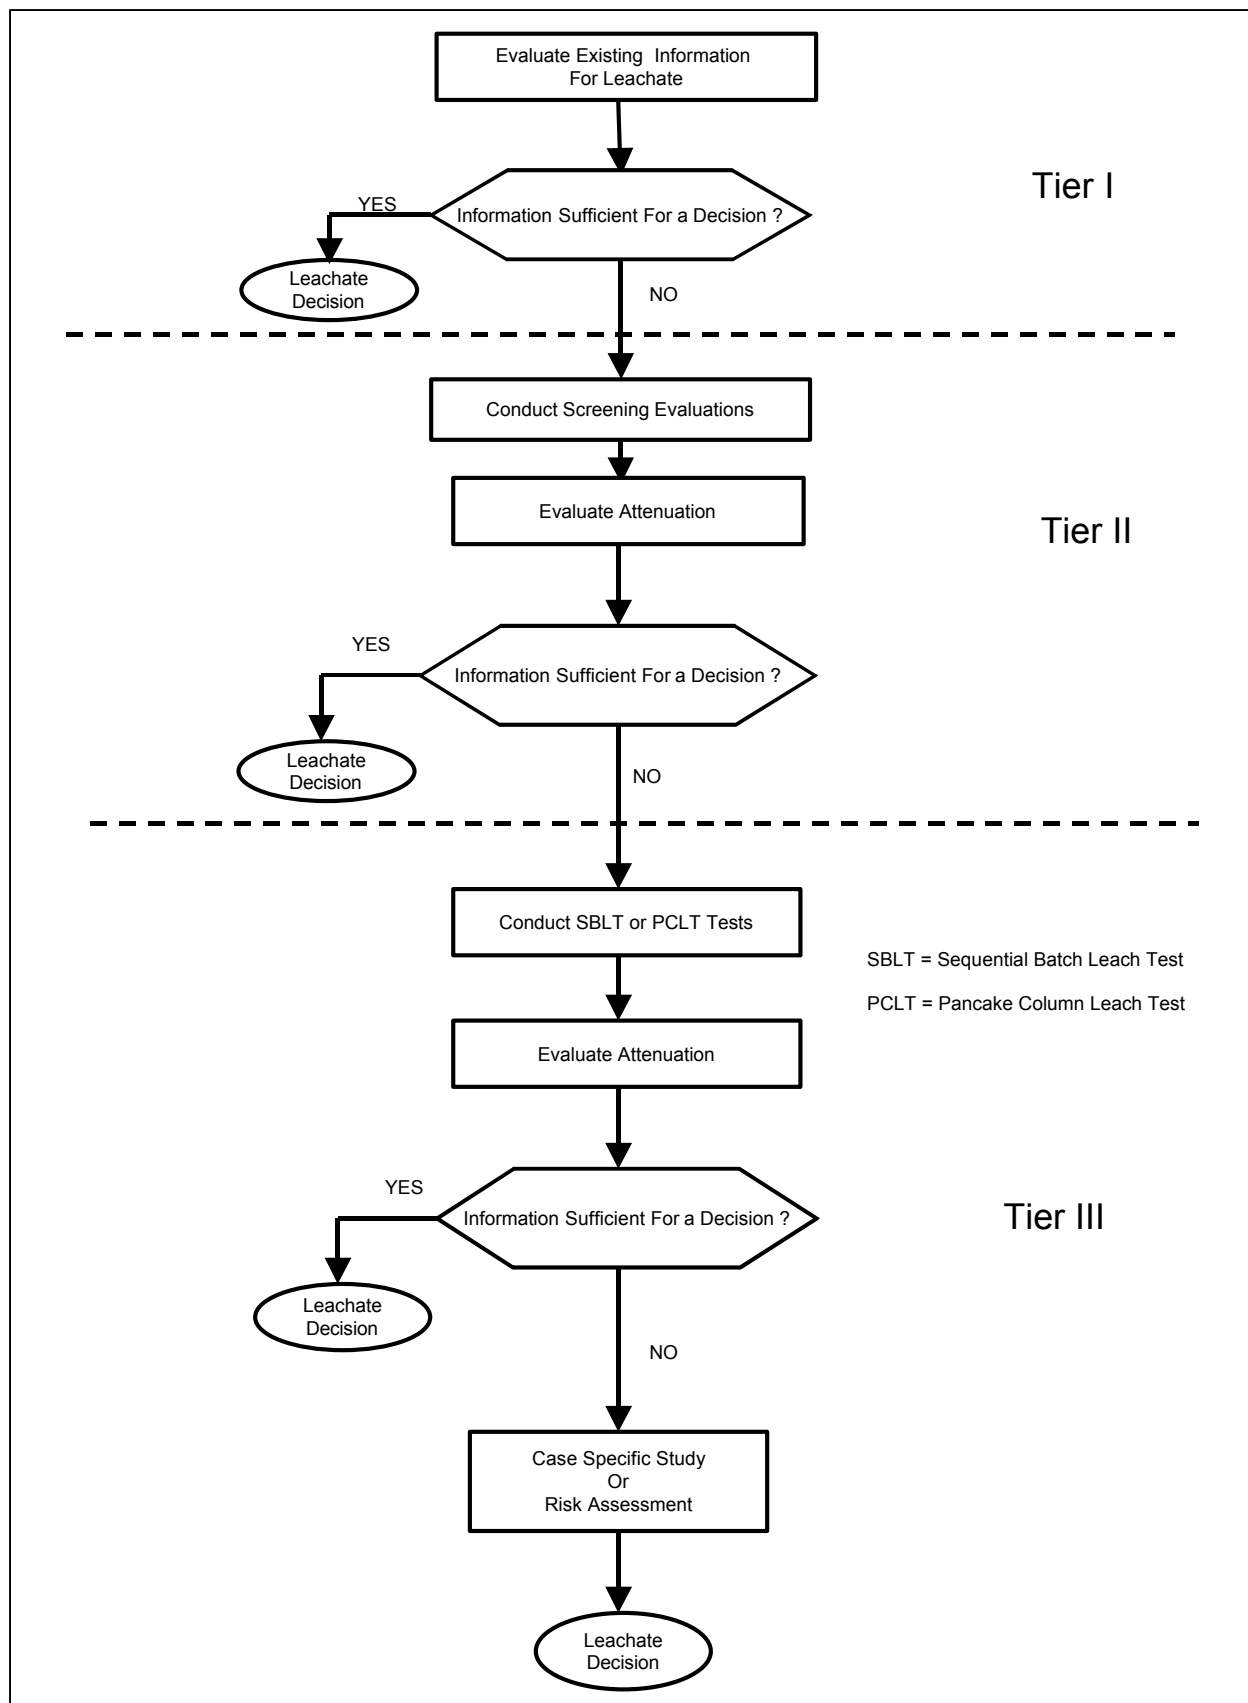 Evaluate Existing Information
For Leachate
Tier I
YES
Information Sufficient For a Decision ?
Leachate
Decision
NO
Conduct Screening Evaluations
Evaluate Attenuation
Tier II
YES
Information Sufficient For a Decision ?
Leachate
Decision
NO
Conduct SBLT or PCLT Tests
SBLT = Sequential Batch Leach Test
PCLT = Pancake Column Leach Test
Evaluate Attenuation
YES
Information Sufficient For a Decision ?
Tier III
Leachate
Decision
NO
Case Specific Study
Or
Risk Assessment
Leachate
Decision